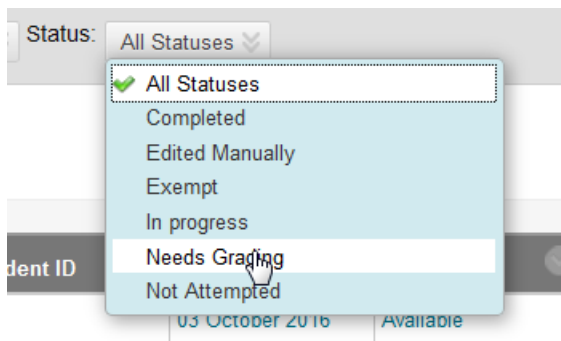 Status: All Statuses
All Statuses
Completed
Edited Manually
Exempt
In progress
Needs Grading
Not Attempted
dent ID
03 October 2016 Available